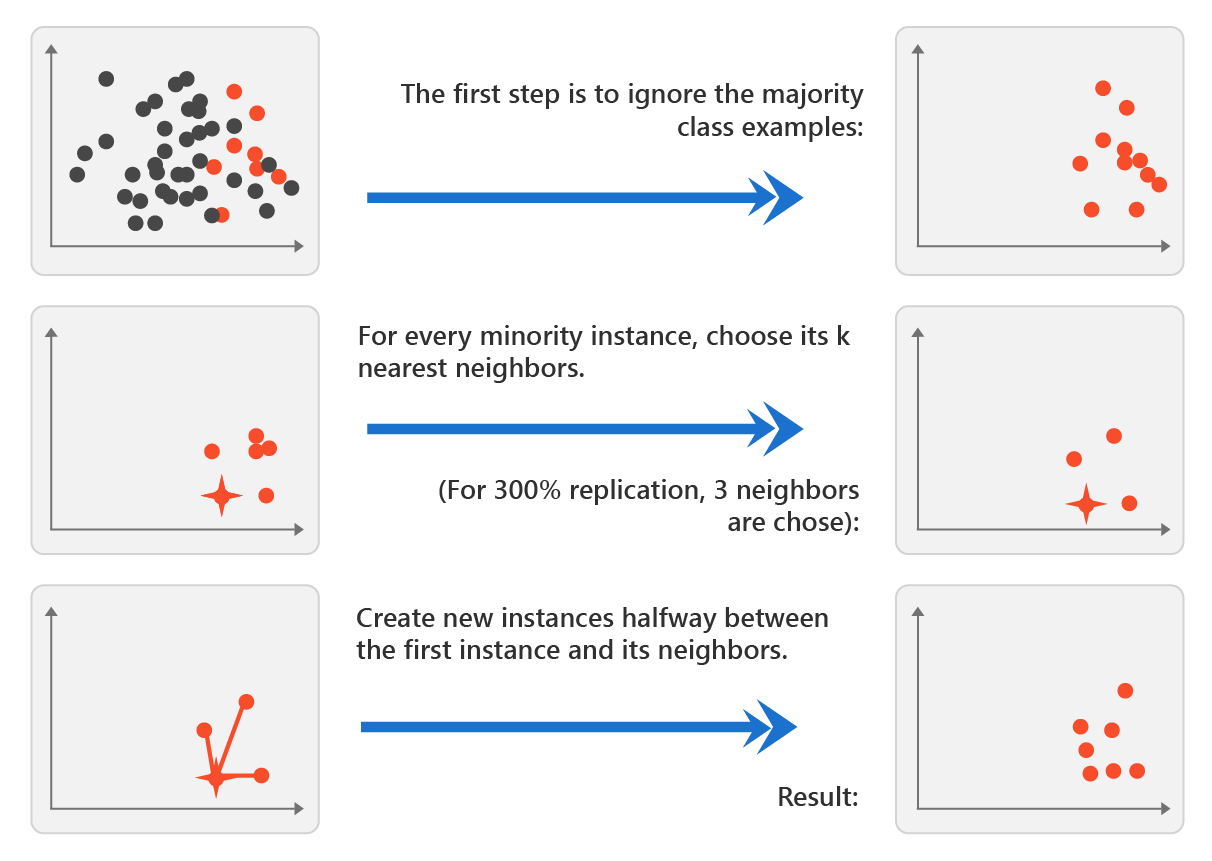 The first step is to ignore the majority
class examples:
For every minority instance, choose its k
nearest neighbors.
(For 300% replication, 3 neighbors
are chose):
Create new instances halfway between
the first instance and its neighbors.
Result: